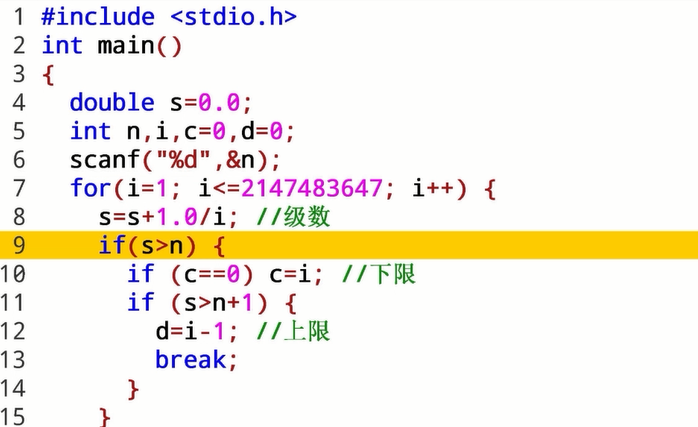 1 #include <stdio.h>
2 int main()
3 {
4   double s=0.0;
5   int n,i,c=0,d=0;
6   scanf("%d",&n);
7   for(i=1; i<=2147483647; i++) {
8     s=s+1.0/i; //级数
9     if(s>n) {
10       if (c==0) c=i; //下限
11       if (s>n+1) {
12         d=i-1; //上限
13         break;
14       }
15     }